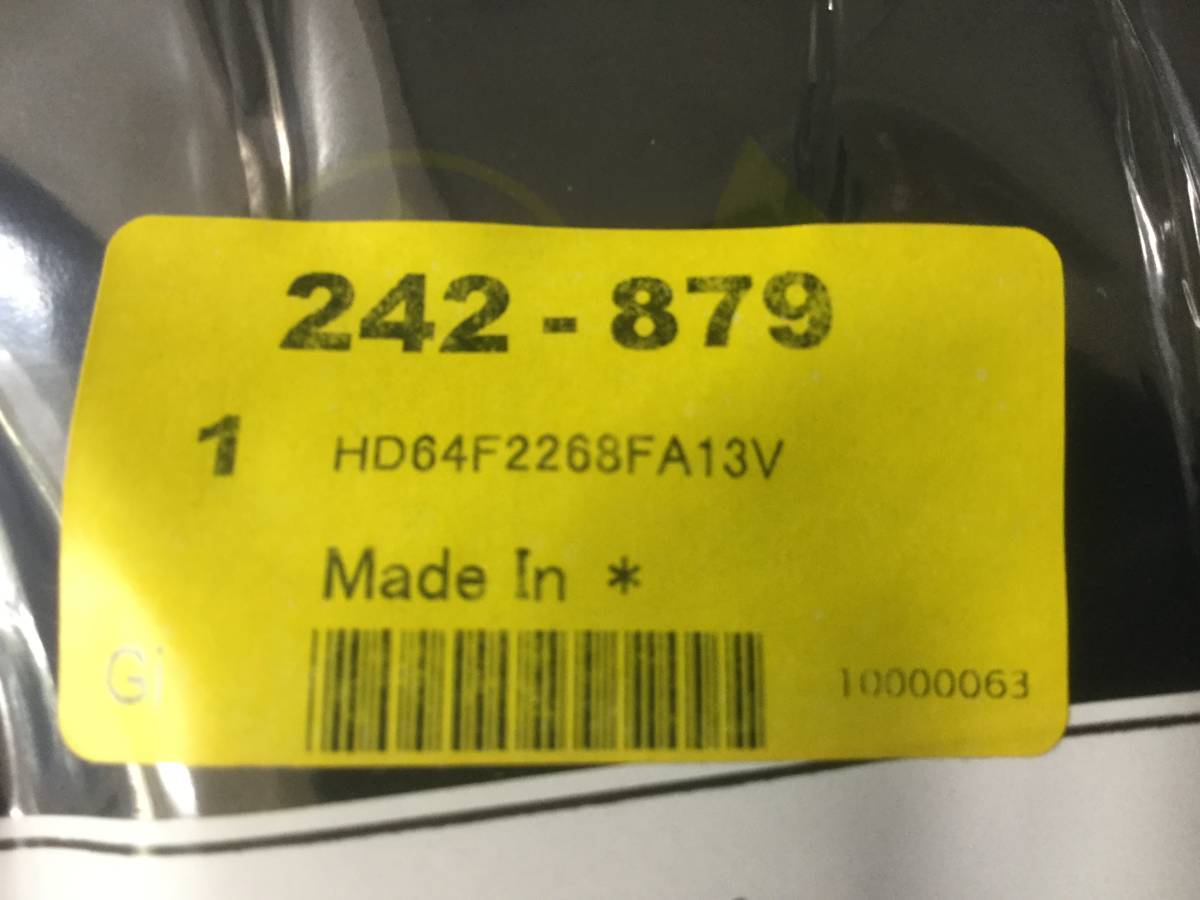 242-879
1 HD64F2268FA13V
Made In *
Gi
10000063